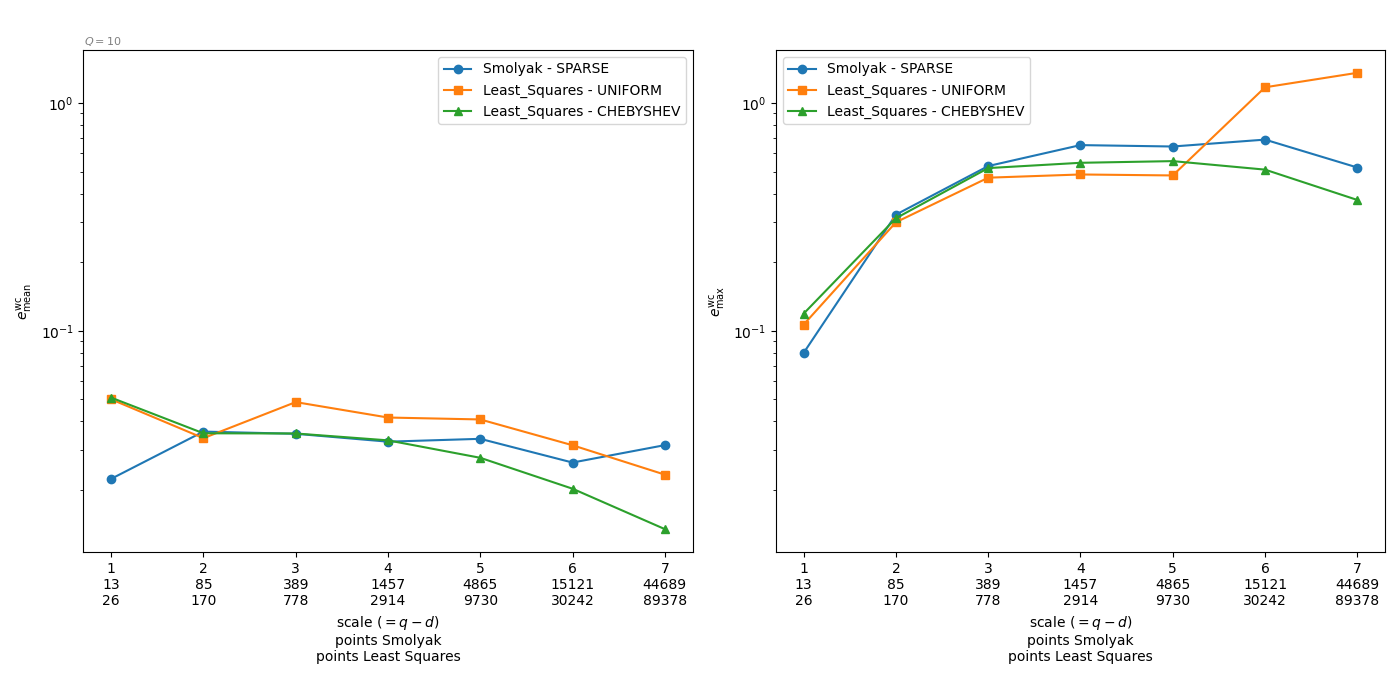 Q = 10
Smolyak - SPARSE
Least_Squares - UNIFORM
Least_Squares - CHEBYSHEV
10⁰
10⁻¹
e^wc_mean
1 2 3 4 5 6 7
13 85 389 1457 4865 15121 44689
26 170 778 2914 9730 30242 89378
scale (= q − d)
points Smolyak
points Least Squares
Smolyak - SPARSE
Least_Squares - UNIFORM
Least_Squares - CHEBYSHEV
10⁰
10⁻¹
e^wc_max
1 2 3 4 5 6 7
13 85 389 1457 4865 15121 44689
26 170 778 2914 9730 30242 89378
scale (= q − d)
points Smolyak
points Least Squares